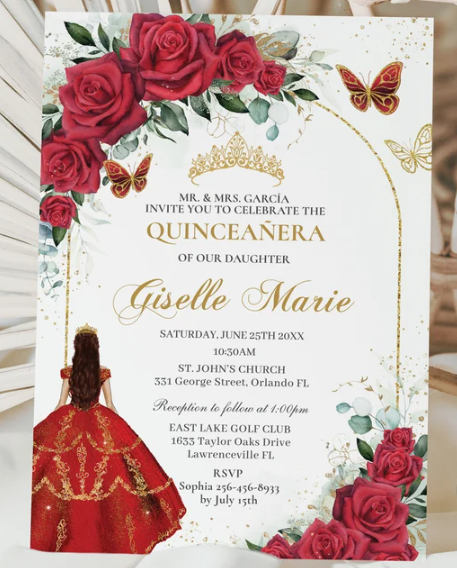 MR. & MRS. GARCÍA
INVITE YOU TO CELEBRATE THE
QUINCEAÑERA
OF OUR DAUGHTER
Giselle Marie
SATURDAY, JUNE 25TH 20XX
10:30AM
ST. JOHN'S CHURCH
331 George Street, Orlando FL
Reception to follow at 1:00pm
EAST LAKE GOLF CLUB
1633 Taylor Oaks Drive
Lawrenceville FL
RSVP
Sophia 256-456-8933
by July 15th